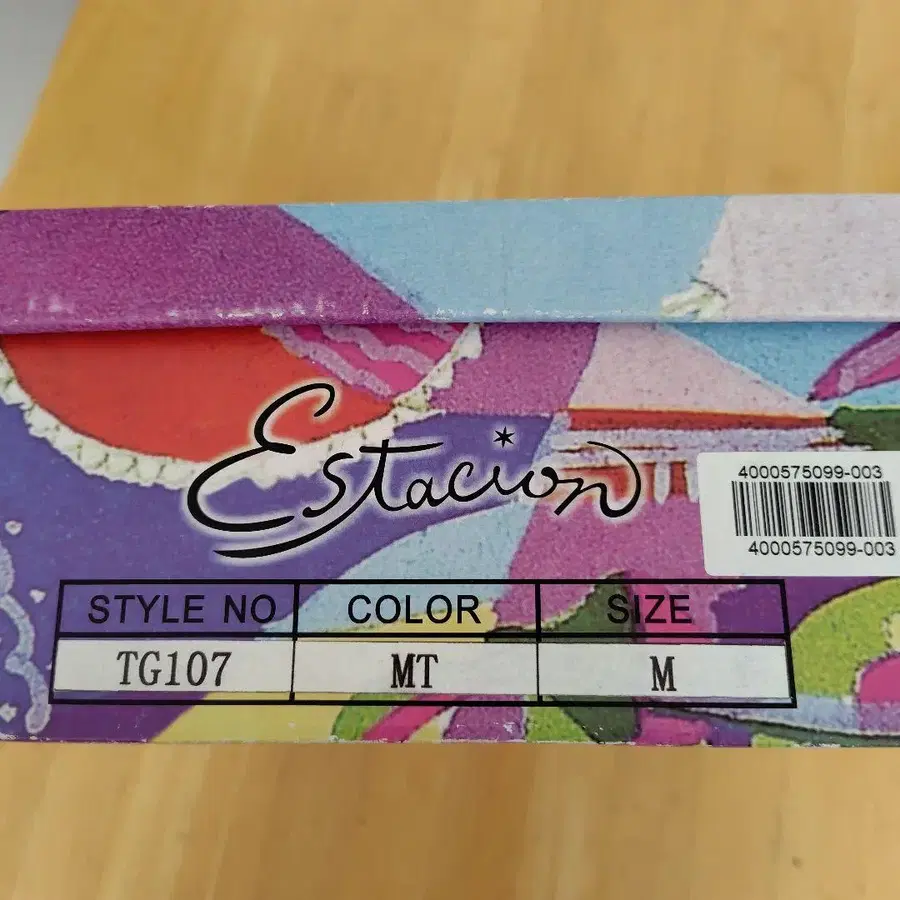 Estacion
4000575099-003
4000575099-003
STYLE NO COLOR SIZE
TG107 MT M